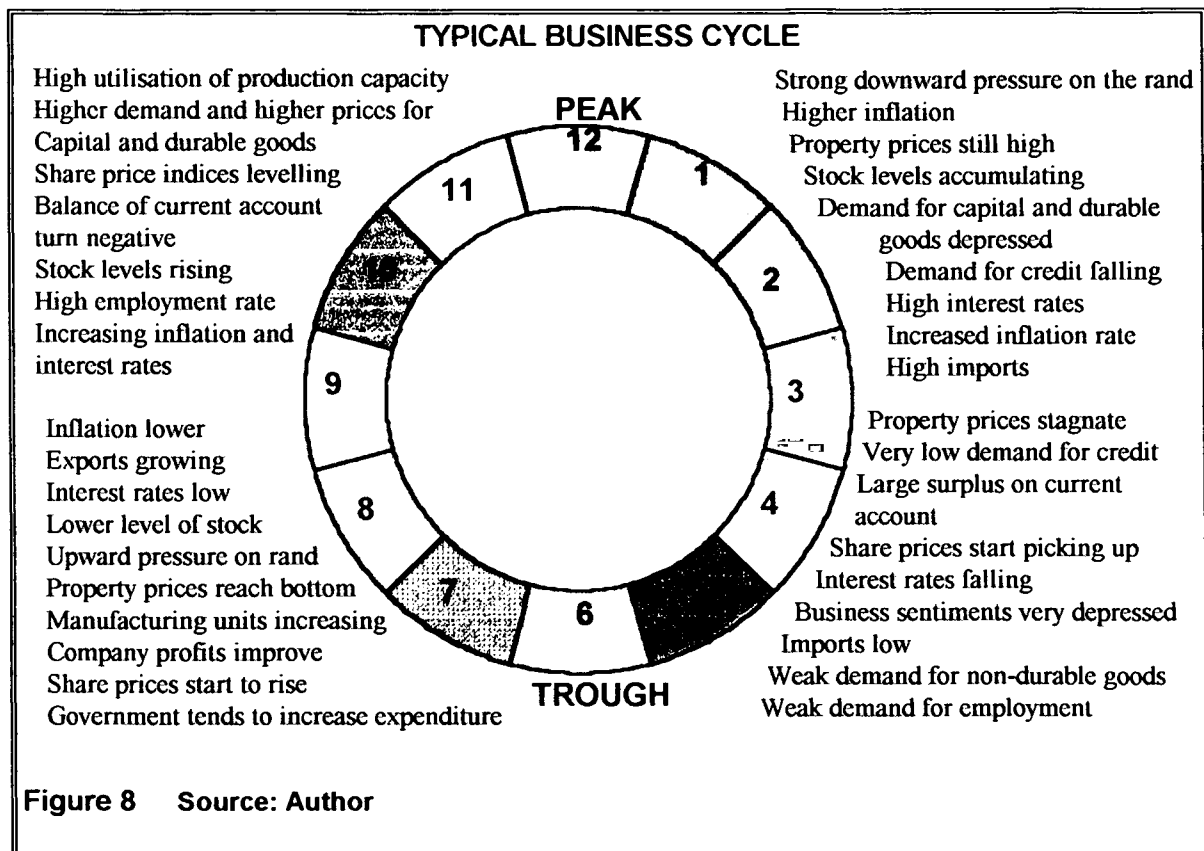 TYPICAL BUSINESS CYCLE
High utilisation of production capacity
Higher demand and higher prices for
Capital and durable goods
Share price indices levelling
Balance of current account
turn negative
Stock levels rising
High employment rate
Increasing inflation and
interest rates
Inflation lower
Exports growing
Interest rates low
Lower level of stock
Upward pressure on rand
Property prices reach bottom
Manufacturing units increasing
Company profits improve
Share prices start to rise
Government tends to increase expenditure
PEAK
12
1
2
3
4
6
7
8
9
10
11
TROUGH
Strong downward pressure on the rand
Higher inflation
Property prices still high
Stock levels accumulating
Demand for capital and durable
goods depressed
Demand for credit falling
High interest rates
Increased inflation rate
High imports
Property prices stagnate
Very low demand for credit
Large surplus on current
account
Share prices start picking up
Interest rates falling
Business sentiments very depressed
Imports low
Weak demand for non-durable goods
Weak demand for employment
Figure 8 Source: Author